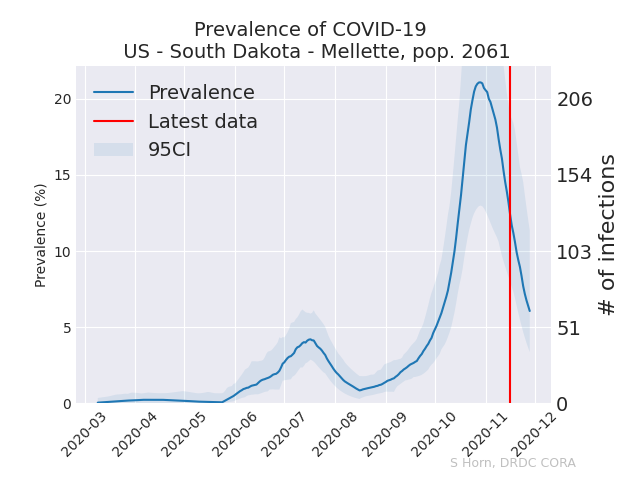 Prevalence of COVID-19
US - South Dakota - Mellette, pop. 2061
Prevalence
Latest data
95CI
Prevalence (%)
20
15
10
5
0
206
154
103
51
0
# of infections
2020-03
2020-04
2020-05
2020-06
2020-07
2020-08
2020-09
2020-10
2020-11
2020-12
S Horn, DRDC CORA